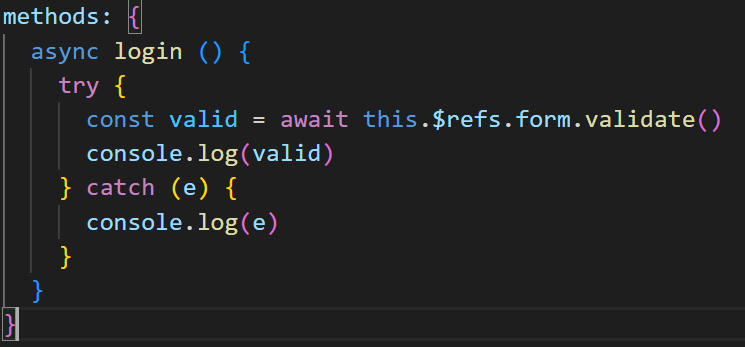 methods: {
  async login () {
    try {
      const valid = await this.$refs.form.validate()
      console.log(valid)
    } catch (e) {
      console.log(e)
    }
  }
}